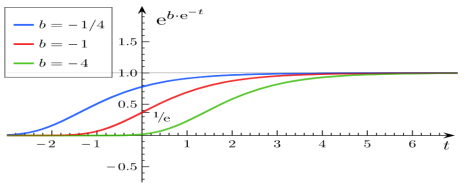 e^{b·e^{−t}}
b = −1/4
b = −1
b = −4
1.5
1.0
0.5
1/e
−2 −1 1 2 3 4 5 6 t
−0.5